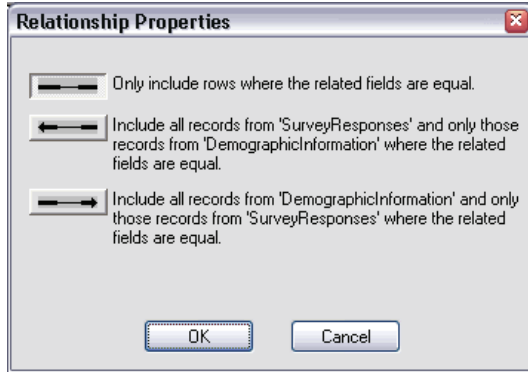 Relationship Properties
Only include rows where the related fields are equal.
Include all records from 'SurveyResponses' and only those
records from 'DemographicInformation' where the related
fields are equal.
Include all records from 'DemographicInformation' and only
those records from 'SurveyResponses' where the related
fields are equal.
OK
Cancel